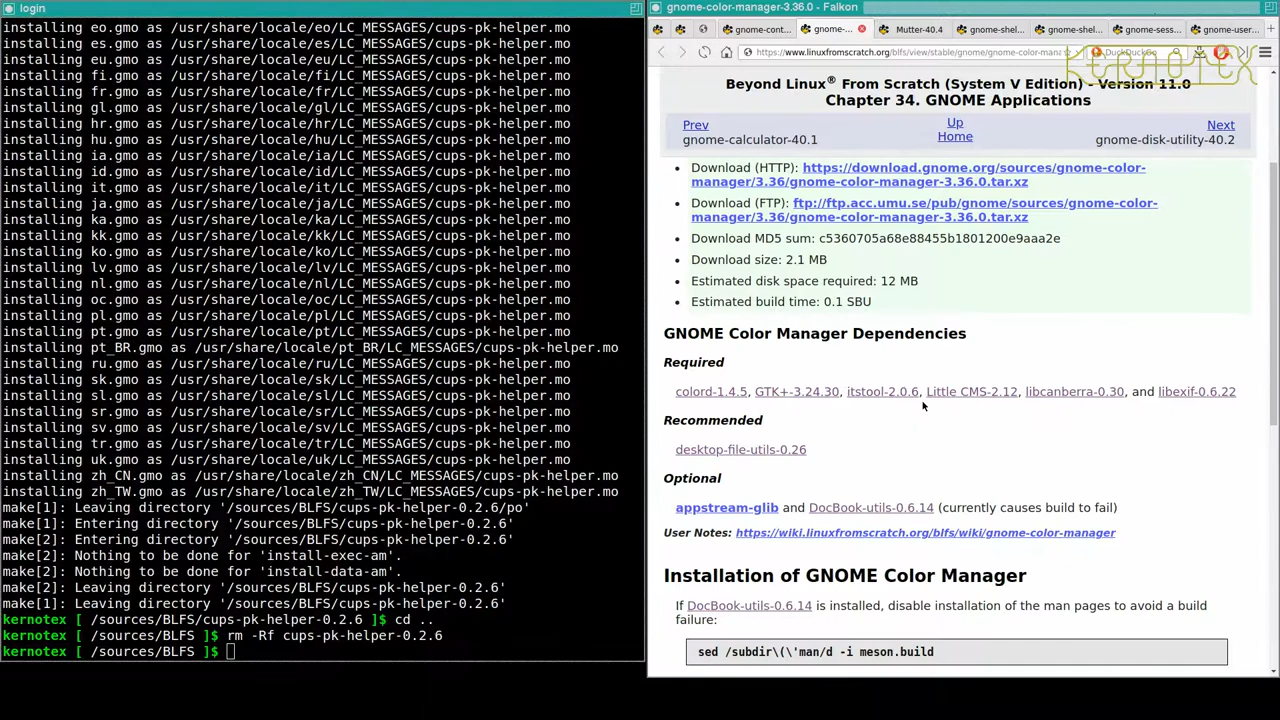 login
installing eo.gmo as /usr/share/locale/eo/LC_MESSAGES/cups-pk-helper.mo
installing es.gmo as /usr/share/locale/es/LC_MESSAGES/cups-pk-helper.mo
installing eu.gmo as /usr/share/locale/eu/LC_MESSAGES/cups-pk-helper.mo
installing fi.gmo as /usr/share/locale/fi/LC_MESSAGES/cups-pk-helper.mo
installing fr.gmo as /usr/share/locale/fr/LC_MESSAGES/cups-pk-helper.mo
installing gl.gmo as /usr/share/locale/gl/LC_MESSAGES/cups-pk-helper.mo
installing hr.gmo as /usr/share/locale/hr/LC_MESSAGES/cups-pk-helper.mo
installing hu.gmo as /usr/share/locale/hu/LC_MESSAGES/cups-pk-helper.mo
installing ia.gmo as /usr/share/locale/ia/LC_MESSAGES/cups-pk-helper.mo
installing id.gmo as /usr/share/locale/id/LC_MESSAGES/cups-pk-helper.mo
installing it.gmo as /usr/share/locale/it/LC_MESSAGES/cups-pk-helper.mo
installing ja.gmo as /usr/share/locale/ja/LC_MESSAGES/cups-pk-helper.mo
installing ka.gmo as /usr/share/locale/ka/LC_MESSAGES/cups-pk-helper.mo
installing kk.gmo as /usr/share/locale/kk/LC_MESSAGES/cups-pk-helper.mo
installing ko.gmo as /usr/share/locale/ko/LC_MESSAGES/cups-pk-helper.mo
installing lv.gmo as /usr/share/locale/lv/LC_MESSAGES/cups-pk-helper.mo
installing nl.gmo as /usr/share/locale/nl/LC_MESSAGES/cups-pk-helper.mo
installing oc.gmo as /usr/share/locale/oc/LC_MESSAGES/cups-pk-helper.mo
installing pl.gmo as /usr/share/locale/pl/LC_MESSAGES/cups-pk-helper.mo
installing pt.gmo as /usr/share/locale/pt/LC_MESSAGES/cups-pk-helper.mo
installing pt_BR.gmo as /usr/share/locale/pt_BR/LC_MESSAGES/cups-pk-helper.mo
installing ru.gmo as /usr/share/locale/ru/LC_MESSAGES/cups-pk-helper.mo
installing sk.gmo as /usr/share/locale/sk/LC_MESSAGES/cups-pk-helper.mo
installing sl.gmo as /usr/share/locale/sl/LC_MESSAGES/cups-pk-helper.mo
installing sr.gmo as /usr/share/locale/sr/LC_MESSAGES/cups-pk-helper.mo
installing sv.gmo as /usr/share/locale/sv/LC_MESSAGES/cups-pk-helper.mo
installing tr.gmo as /usr/share/locale/tr/LC_MESSAGES/cups-pk-helper.mo
installing uk.gmo as /usr/share/locale/uk/LC_MESSAGES/cups-pk-helper.mo
installing zh_CN.gmo as /usr/share/locale/zh_CN/LC_MESSAGES/cups-pk-helper.mo
installing zh_TW.gmo as /usr/share/locale/zh_TW/LC_MESSAGES/cups-pk-helper.mo
make[1]: Leaving directory '/sources/BLFS/cups-pk-helper-0.2.6/po'
make[1]: Entering directory '/sources/BLFS/cups-pk-helper-0.2.6'
make[2]: Entering directory '/sources/BLFS/cups-pk-helper-0.2.6'
make[2]: Nothing to be done for 'install-exec-am'.
make[2]: Nothing to be done for 'install-data-am'.
make[2]: Leaving directory '/sources/BLFS/cups-pk-helper-0.2.6'
make[1]: Leaving directory '/sources/BLFS/cups-pk-helper-0.2.6'
kernotex [ /sources/BLFS/cups-pk-helper-0.2.6 ]$ cd ..
kernotex [ /sources/BLFS ]$ rm -Rf cups-pk-helper-0.2.6
kernotex [ /sources/BLFS ]$
gnome-color-manager-3.36.0 - Falkon
gnome-cont... gnome-... Mutter-40.4 gnome-shel... gnome-shel... gnome-sess... gnome-user...
https://www.linuxfromscratch.org/blfs/view/stable/gnome/gnome-color-mana DuckDuckGo
KERNOTEX
Beyond Linux® From Scratch (System V Edition) - Version 11.0
Chapter 34. GNOME Applications
Prev Up Next
gnome-calculator-40.1 Home gnome-disk-utility-40.2
• Download (HTTP): https://download.gnome.org/sources/gnome-color-
manager/3.36/gnome-color-manager-3.36.0.tar.xz
• Download (FTP): ftp://ftp.acc.umu.se/pub/gnome/sources/gnome-color-
manager/3.36/gnome-color-manager-3.36.0.tar.xz
• Download MD5 sum: c5360705a68e88455b1801200e9aaa2e
• Download size: 2.1 MB
• Estimated disk space required: 12 MB
• Estimated build time: 0.1 SBU
GNOME Color Manager Dependencies
Required
colord-1.4.5, GTK+-3.24.30, itstool-2.0.6, Little CMS-2.12, libcanberra-0.30, and libexif-0.6.22
Recommended
desktop-file-utils-0.26
Optional
appstream-glib and DocBook-utils-0.6.14 (currently causes build to fail)
User Notes: https://wiki.linuxfromscratch.org/blfs/wiki/gnome-color-manager
Installation of GNOME Color Manager
If DocBook-utils-0.6.14 is installed, disable installation of the man pages to avoid a build
failure:
sed /subdir\(\'man/d -i meson.build